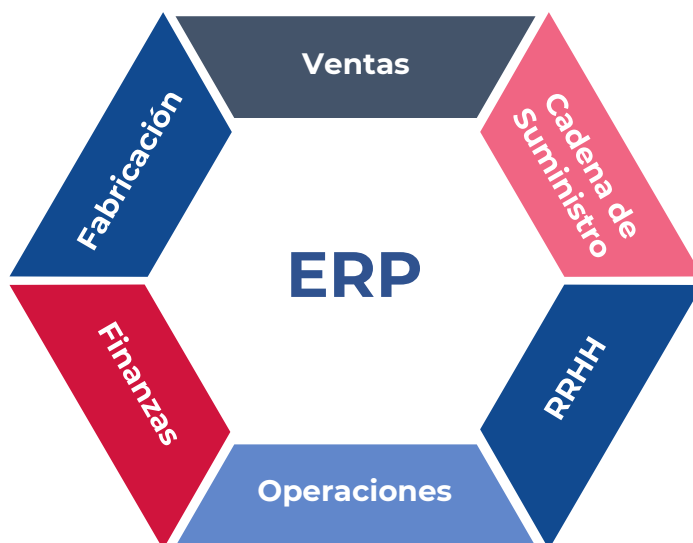 Ventas
Cadena de
Suministro
RRHH
Operaciones
Finanzas
Fabricación
ERP